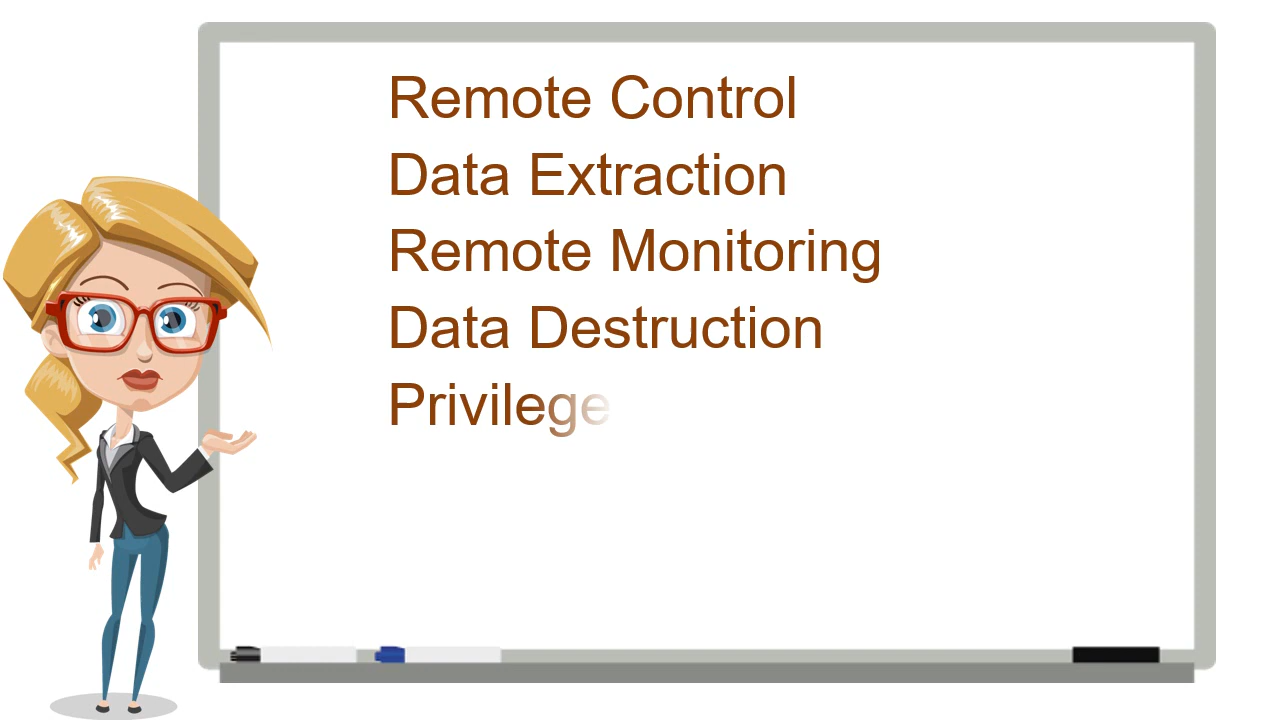 Remote Control
Data Extraction
Remote Monitoring
Data Destruction
Privilege